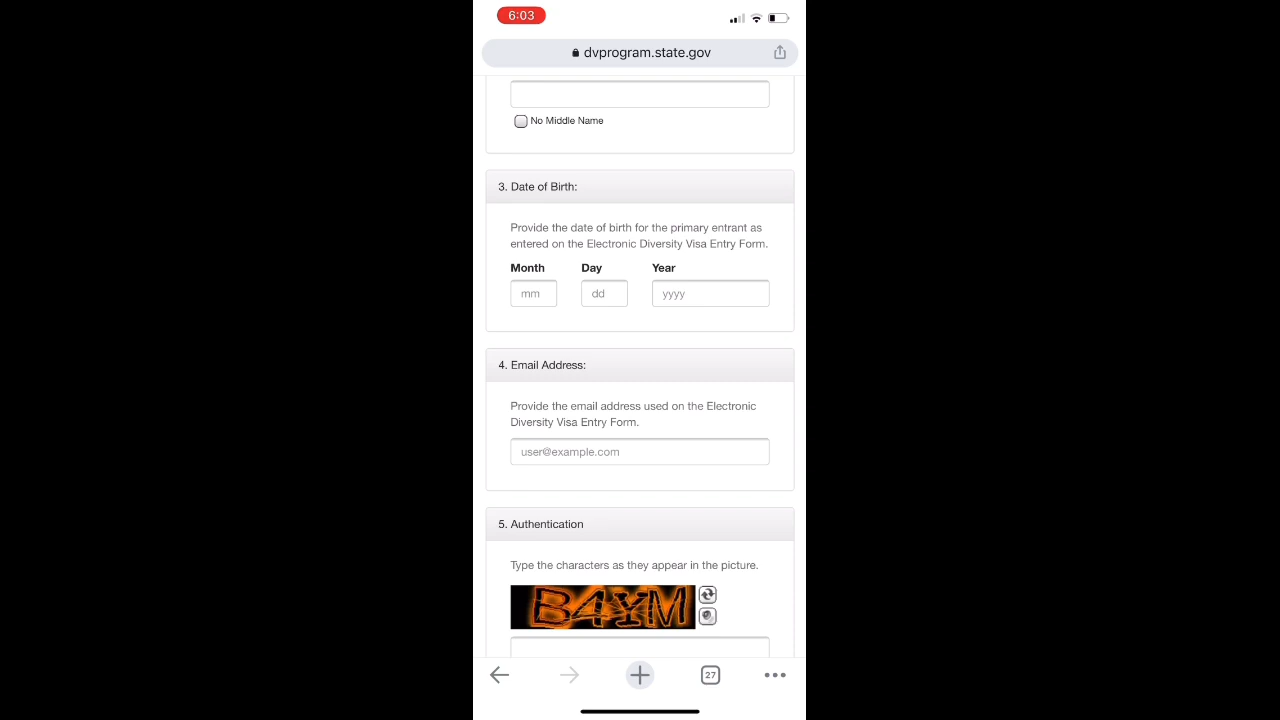 6:03
dvprogram.state.gov
No Middle Name
3. Date of Birth:
Provide the date of birth for the primary entrant as
entered on the Electronic Diversity Visa Entry Form.
Month Day Year
mm dd yyyy
4. Email Address:
Provide the email address used on the Electronic
Diversity Visa Entry Form.
user@example.com
5. Authentication
Type the characters as they appear in the picture.
B4YM
27